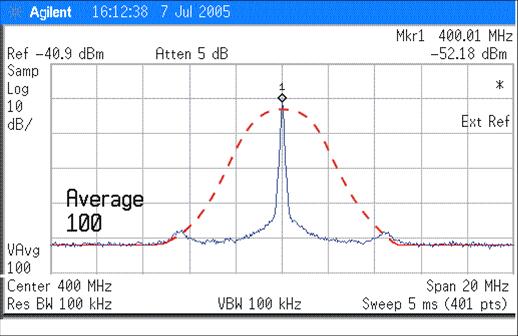 Agilent 16:12:38 7 Jul 2005
Mkr1 400.01 MHz
Ref -40.9 dBm Atten 5 dB -52.18 dBm
Samp
Log
10
dB/
1
*
Ext Ref
Average
100
VAvg
100
Center 400 MHz Span 20 MHz
Res BW 100 kHz VBW 100 kHz Sweep 5 ms (401 pts)